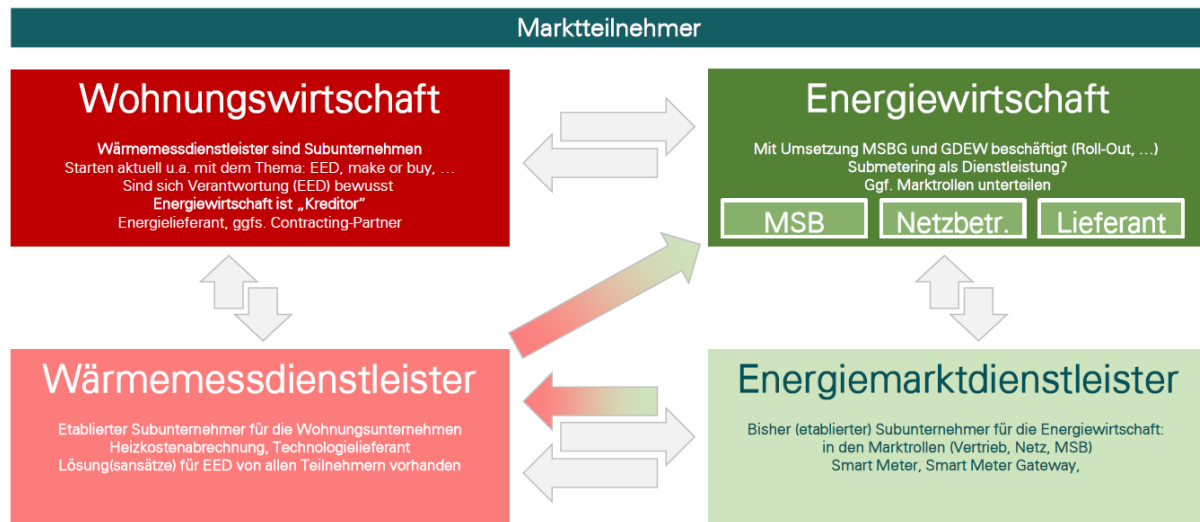 Marktteilnehmer
Wohnungswirtschaft
Wärmemessdienstleister sind Subunternehmen
Starten aktuell u.a. mit dem Thema: EED, make or buy, …
Sind sich Verantwortung (EED) bewusst
Energiewirtschaft ist „Kreditor“
Energielieferant, ggfs. Contracting-Partner
Energiewirtschaft
Mit Umsetzung MSBG und GDEW beschäftigt (Roll-Out, …)
Submetering als Dienstleistung?
Ggf. Marktrollen unterteilen
MSB
Netzbetr.
Lieferant
Wärmemessdienstleister
Etablierter Subunternehmer für die Wohnungsunternehmen
Heizkostenabrechnung, Technologielieferant
Lösung(sansätze) für EED von allen Teilnehmern vorhanden
Energiemarktdienstleister
Bisher (etablierter) Subunternehmer für die Energiewirtschaft:
in den Marktrollen (Vertrieb, Netz, MSB)
Smart Meter, Smart Meter Gateway,